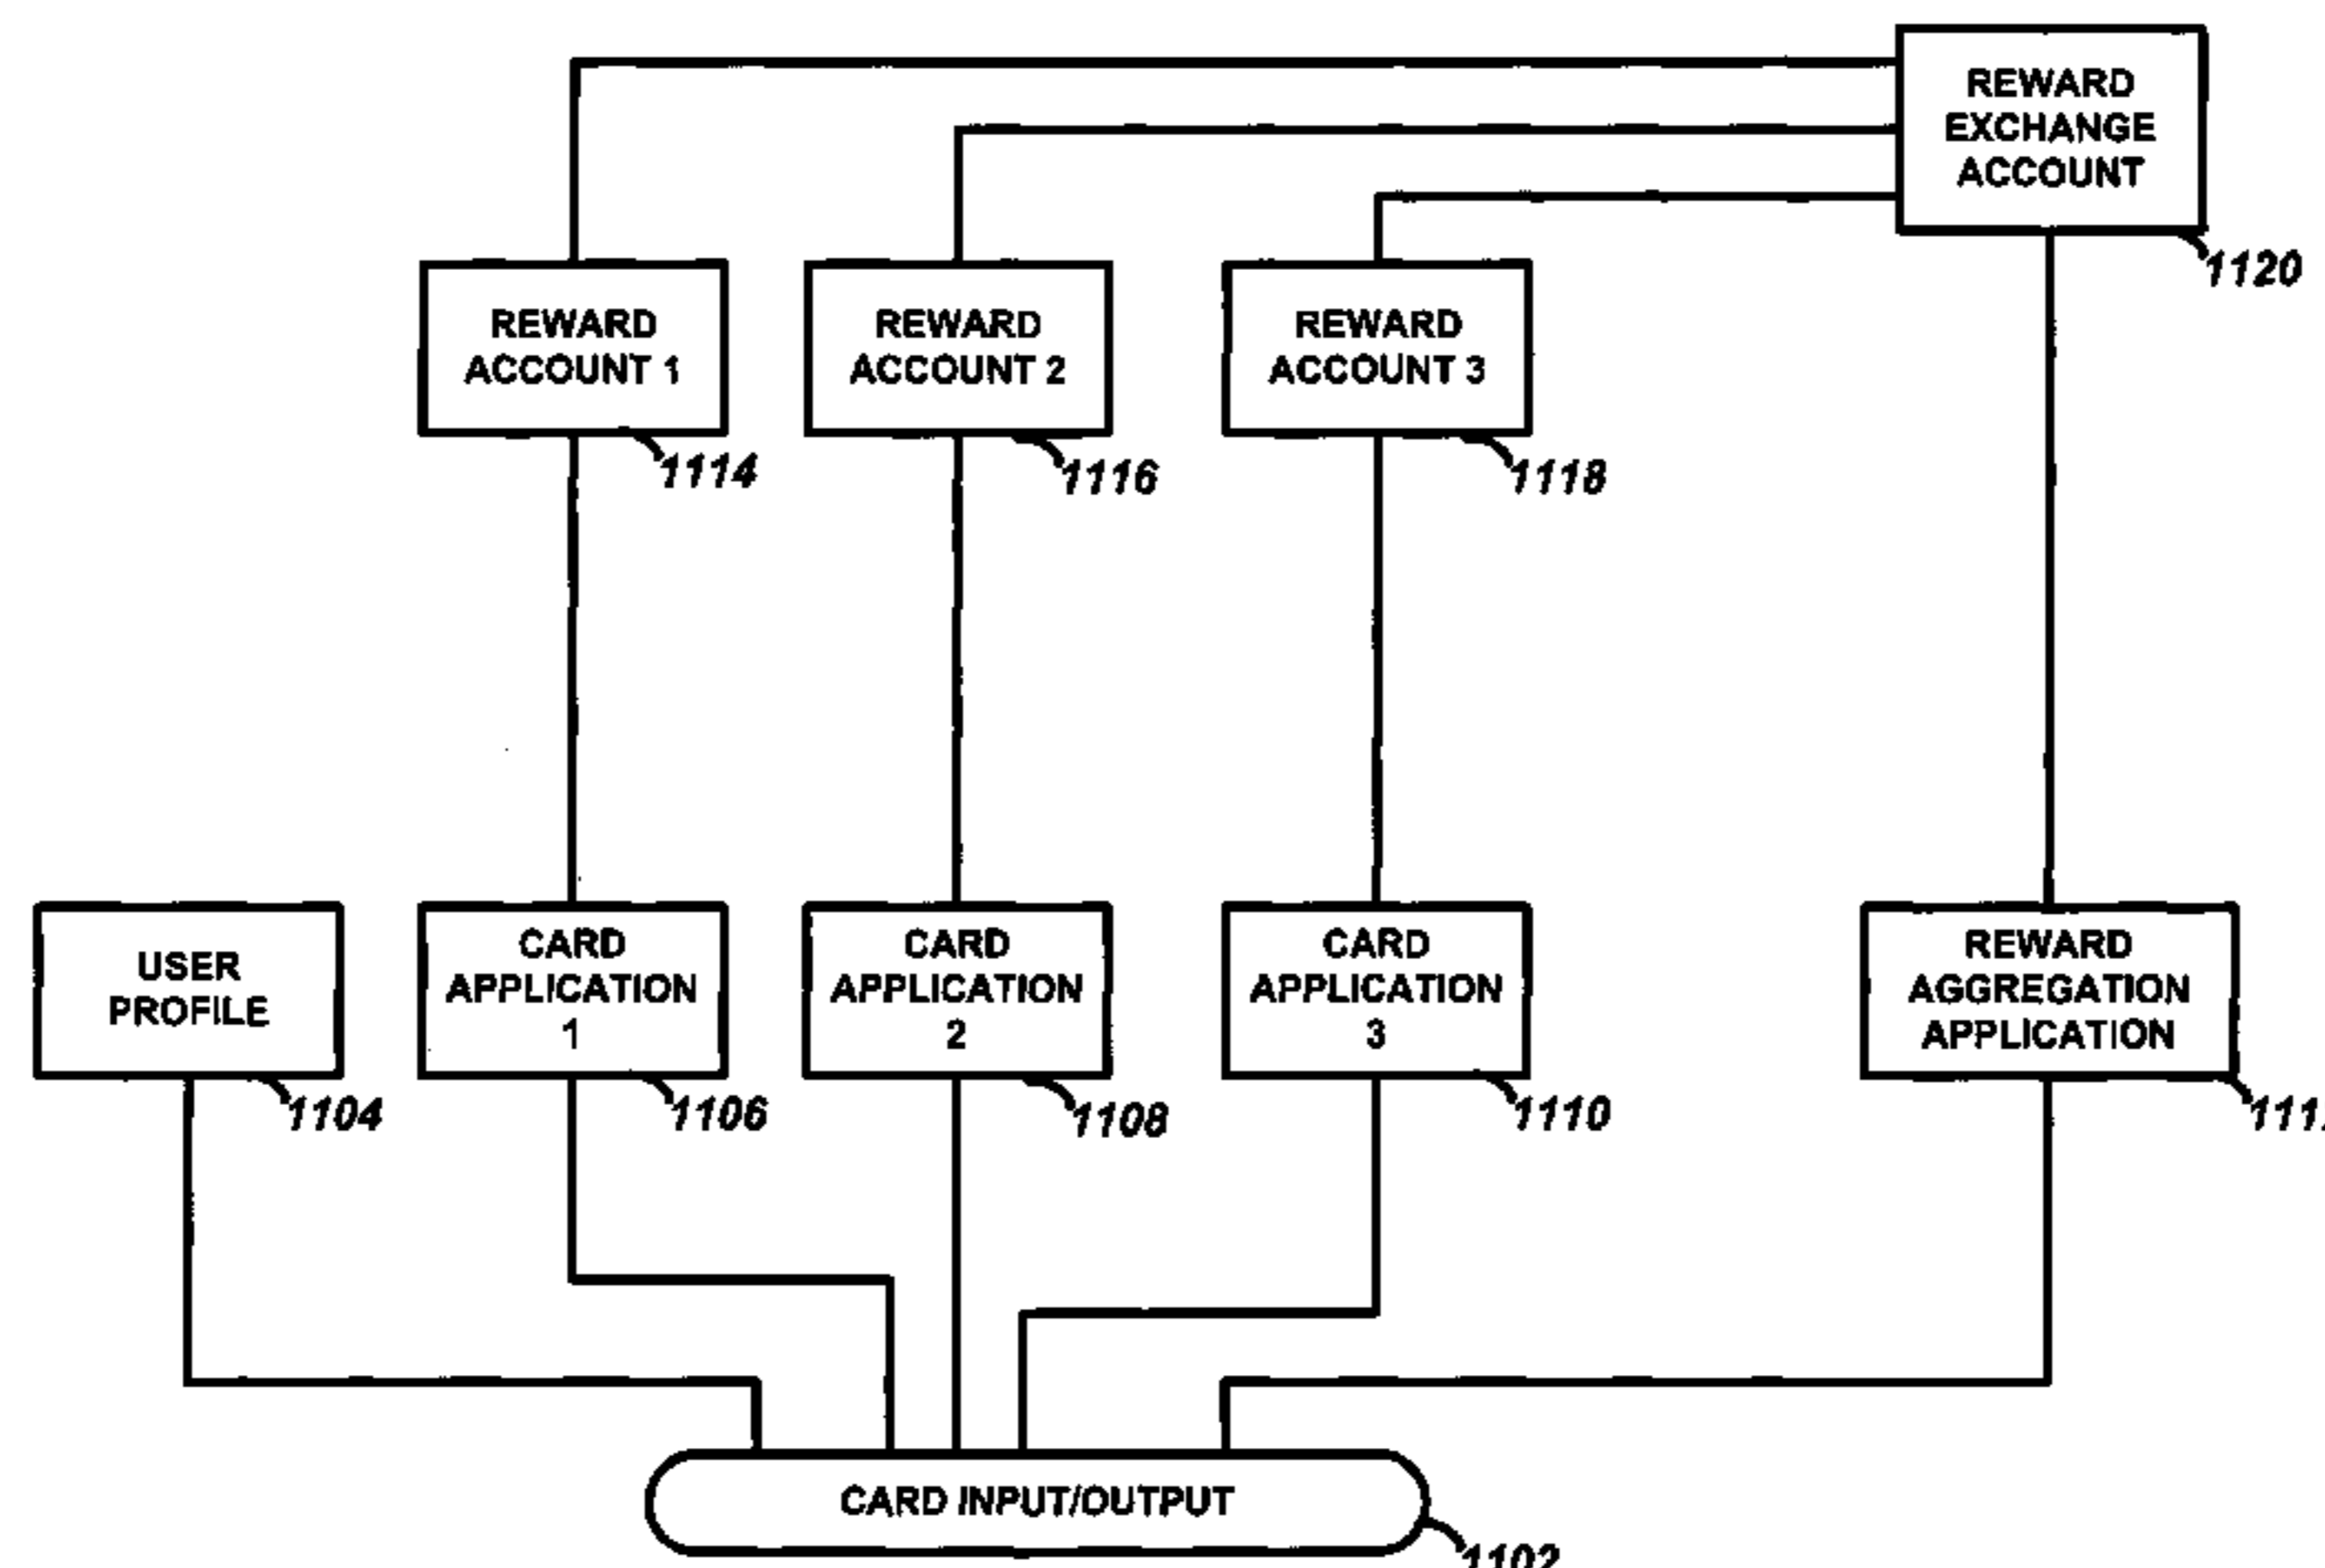 REWARD
EXCHANGE
ACCOUNT
1120
REWARD
ACCOUNT 1
1114
REWARD
ACCOUNT 2
1116
REWARD
ACCOUNT 3
1118
USER
PROFILE
1104
CARD
APPLICATION
1
1106
CARD
APPLICATION
2
1108
CARD
APPLICATION
3
1110
REWARD
AGGREGATION
APPLICATION
CARD INPUT/OUTPUT
1102